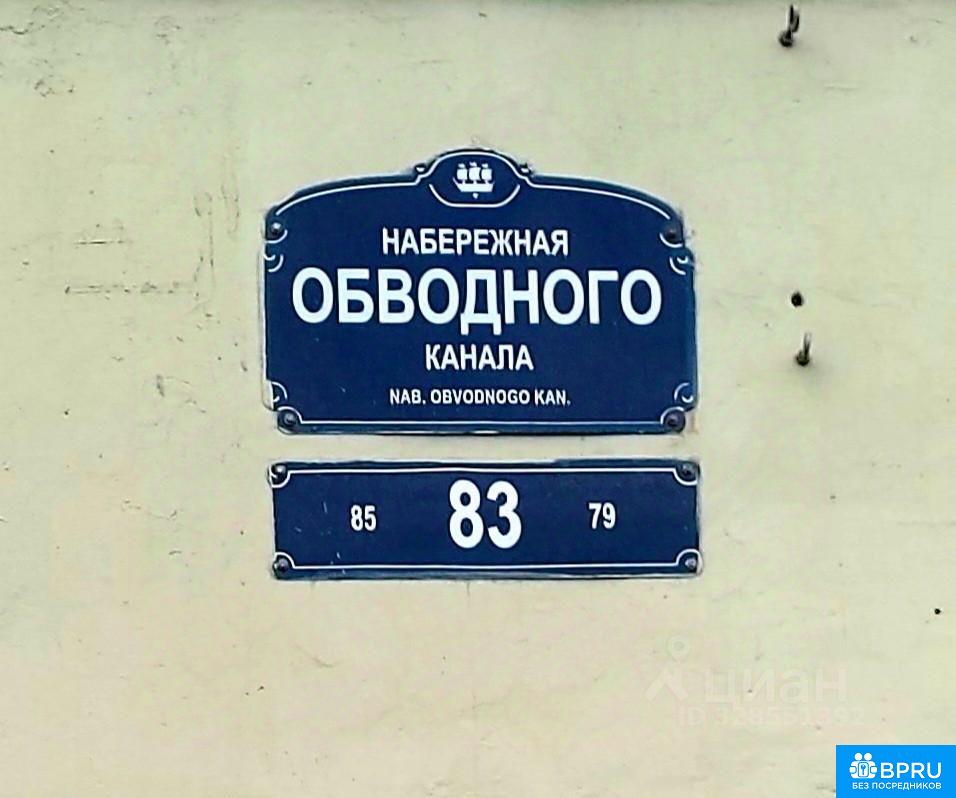 НАБЕРЕЖНАЯ
ОБВОДНОГО
КАНАЛА
NAB. OBVODNOGO KAN.
85 83 79
циан
BPRU
БЕЗ ПОСРЕДНИКОВ